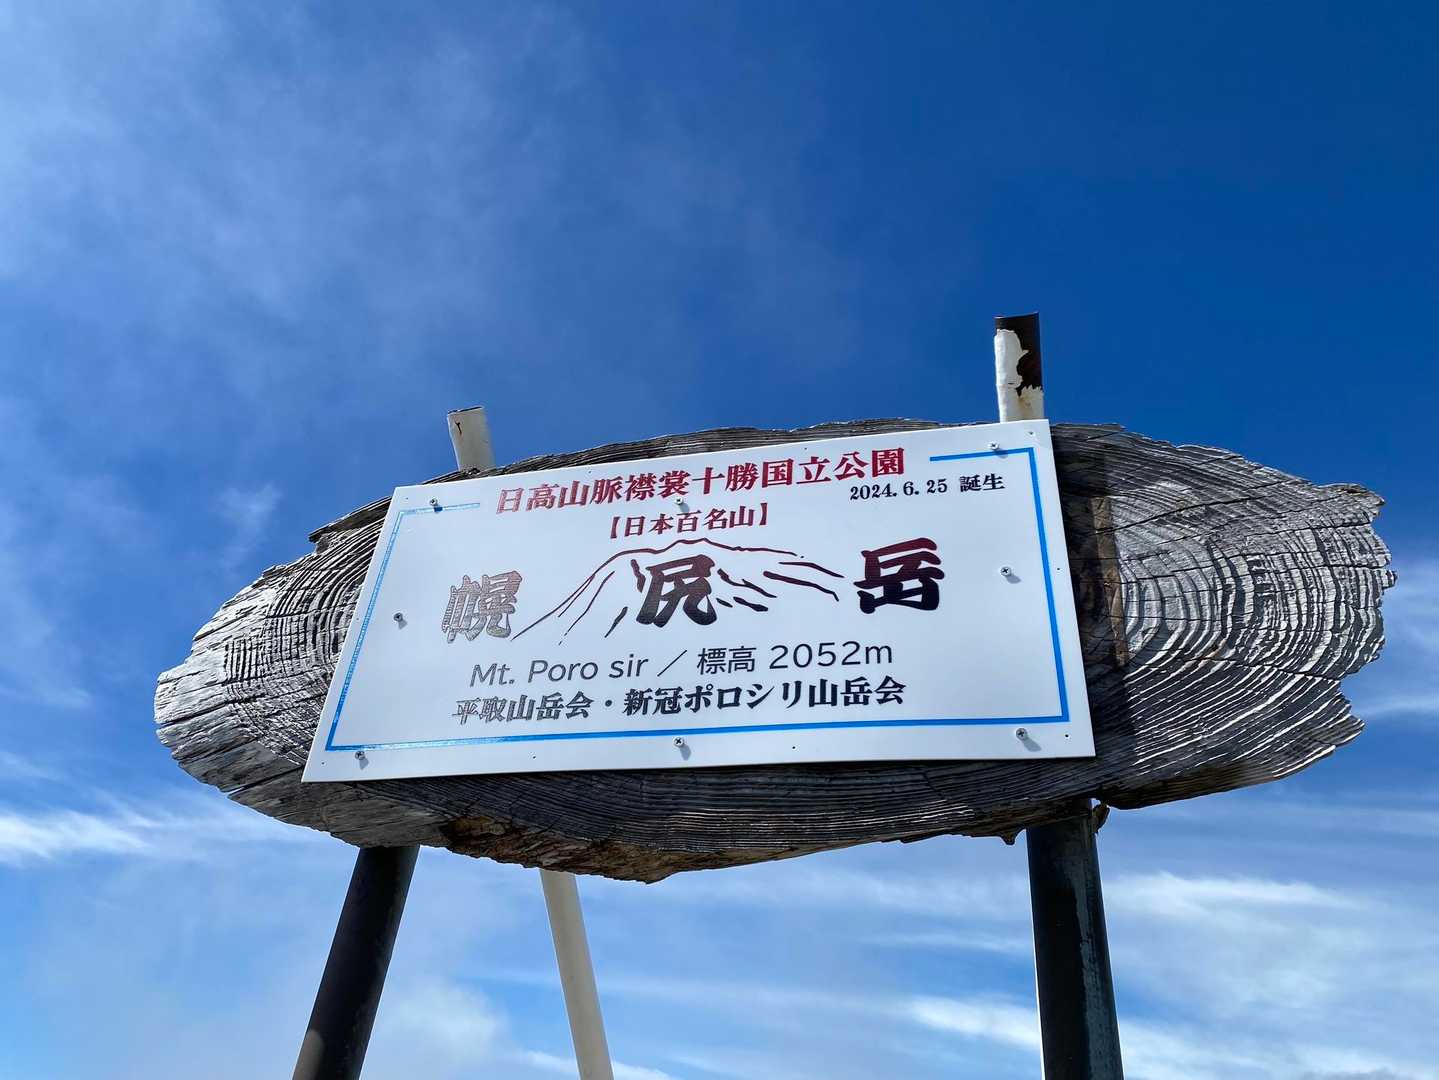 日高山脈襟裳十勝国立公園
2024.6.25 誕生
【日本百名山】
幌尻岳
Mt. Poro sir ／ 標高 2052m
平取山岳会・新冠ポロシリ山岳会